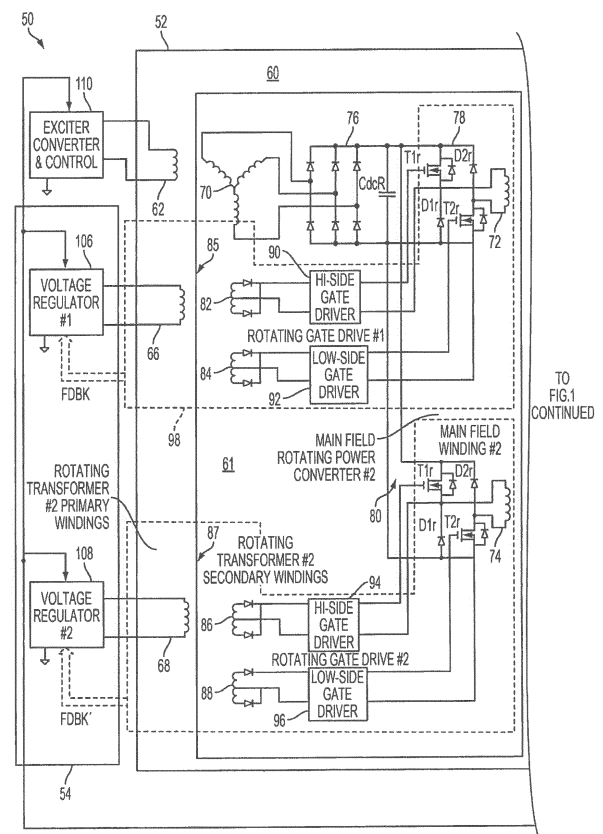 50
52
60
110
EXCITER
CONVERTER
& CONTROL
62
70
76
78
CdcR
T1r
D2r
D1r
T2r
72
106
VOLTAGE
REGULATOR
#1
66
FDBK
85
82
90
HI-SIDE
GATE
DRIVER
ROTATING GATE DRIVE #1
84
LOW-SIDE
GATE
DRIVER
92
98
61
TO
FIG.1
CONTINUED
MAIN FIELD
ROTATING POWER
CONVERTER #2
80
MAIN FIELD
WINDING #2
T1r
D2r
D1r
T2r
74
ROTATING
TRANSFORMER
#2 PRIMARY
WINDINGS
87
ROTATING
TRANSFORMER #2
SECONDARY WINDINGS
108
VOLTAGE
REGULATOR
#2
68
FDBK´
86
94
HI-SIDE
GATE
DRIVER
ROTATING GATE DRIVE #2
88
LOW-SIDE
GATE
DRIVER
96
54